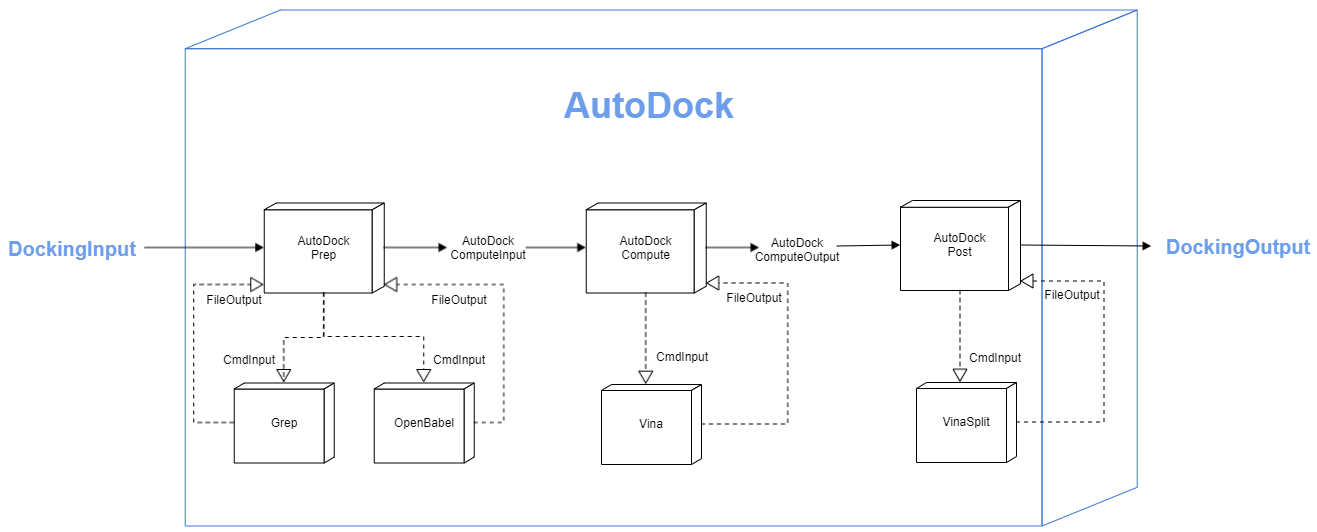 AutoDock
DockingInput
AutoDock
Prep
AutoDock
ComputeInput
AutoDock
Compute
AutoDock
ComputeOutput
AutoDock
Post
DockingOutput
FileOutput
FileOutput
FileOutput
FileOutput
CmdInput
CmdInput
CmdInput
CmdInput
Grep
OpenBabel
Vina
VinaSplit